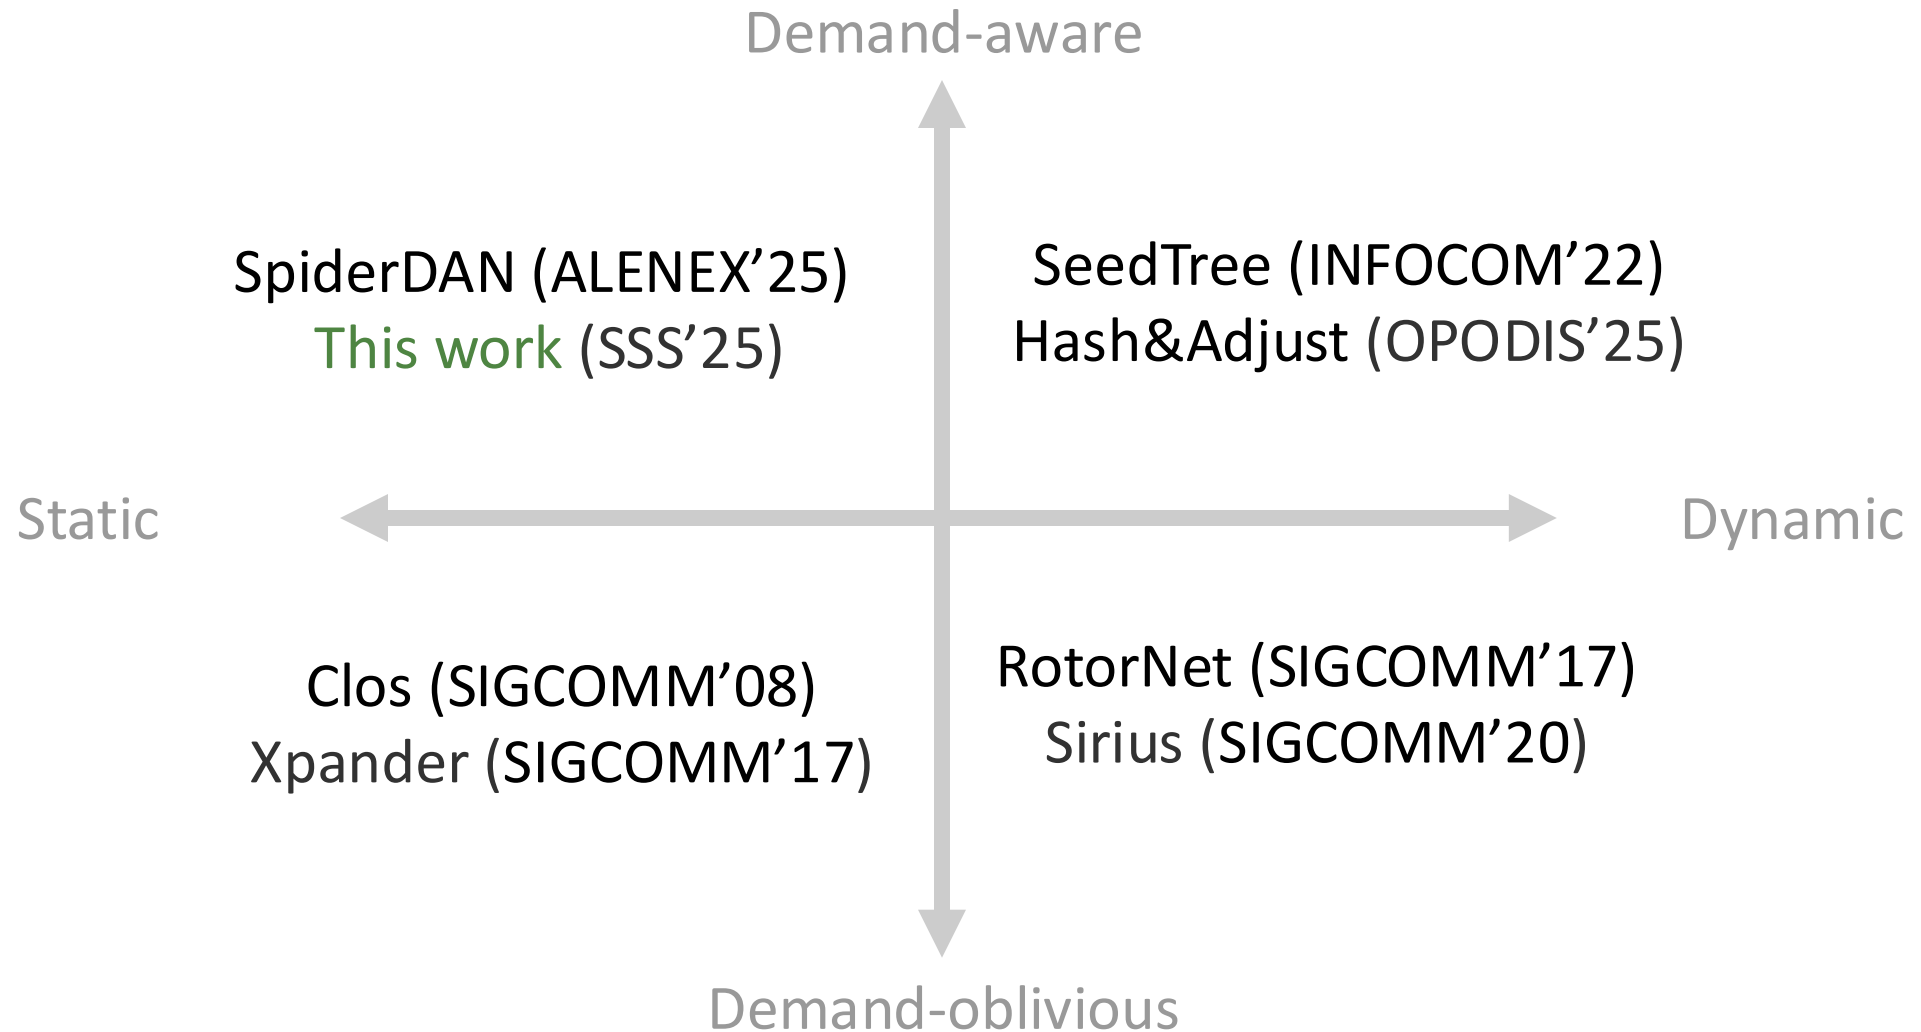 Demand-aware
SpiderDAN (ALENEX’25)
This work (SSS’25)
SeedTree (INFOCOM’22)
Hash&Adjust (OPODIS’25)
Static
Dynamic
Clos (SIGCOMM’08)
Xpander (SIGCOMM’17)
RotorNet (SIGCOMM’17)
Sirius (SIGCOMM’20)
Demand-oblivious